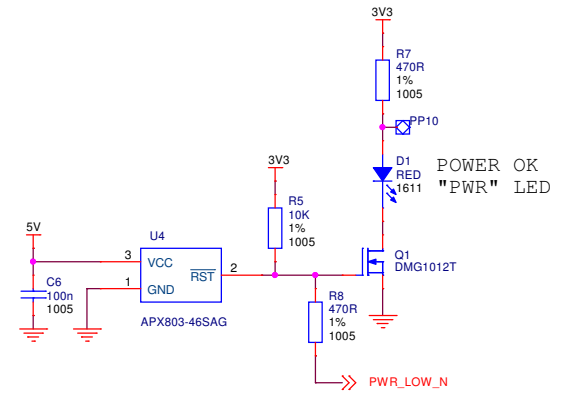 3V3
R7
470R
1%
1005
PP10
D1
RED
1611
POWER OK
"PWR" LED
3V3
R5
10K
1%
1005
5V
U4
3
VCC
1
GND
RST
2
APX803-46SAG
C6
100n
1005
Q1
DMG1012T
R8
470R
1%
1005
PWR_LOW_N